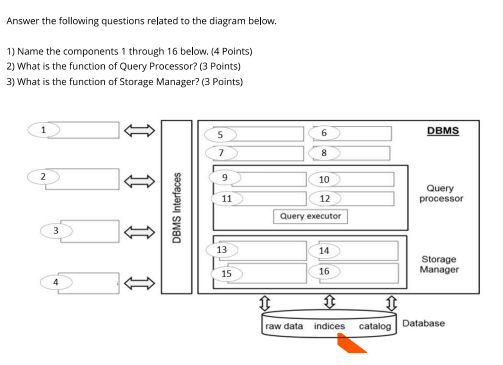 Answer the following questions related to the diagram below.
1) Name the components 1 through 16 below. (4 Points)
2) What is the function of Query Processor? (3 Points)
3) What is the function of Storage Manager? (3 Points)
1
2
3
4
DBMS Interfaces
DBMS
5
6
7
8
9
10
11
12
Query executor
Query
processor
13
14
15
16
Storage
Manager
raw data indices catalog
Database